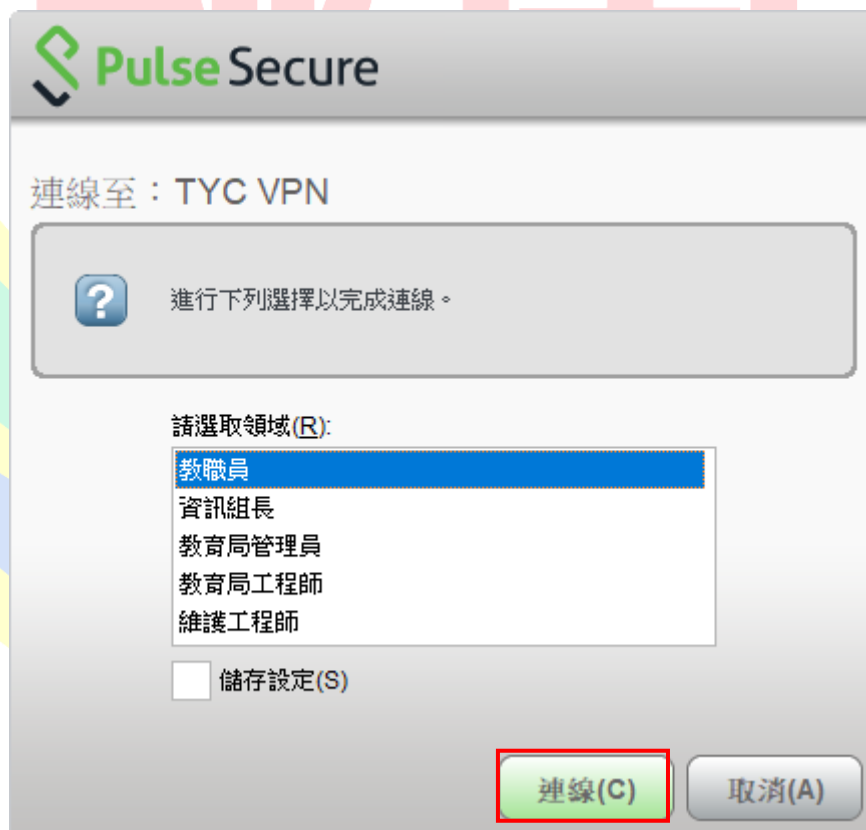 Pulse Secure
連線至：TYC VPN
進行下列選擇以完成連線。
請選取領域(R):
教職員
資訊組長
教育局管理員
教育局工程師
維護工程師
儲存設定(S)
連線(C) 取消(A)